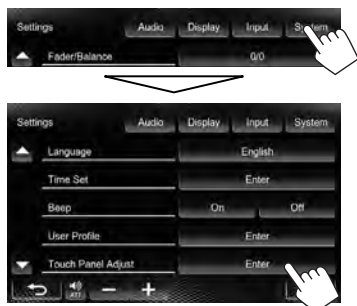 Settings Audio Display Input System
Fader/Balance 0/0
Settings Audio Display Input System
Language English
Time Set Enter
Beep On Off
User Profile Enter
Touch Panel Adjust Enter
ATT